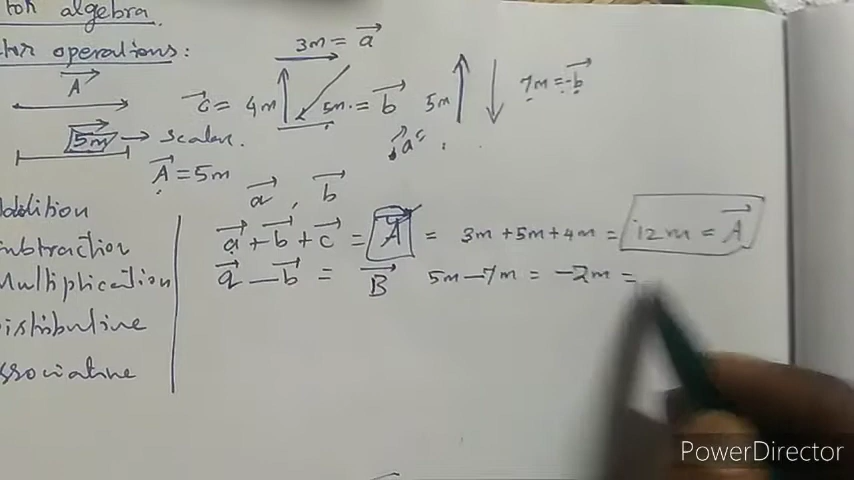 tor algebra.
tor operations:
3m = a⃗
A⃗
c⃗ = 4m
5m. = b⃗
5m
7m = -b⃗
5m → scalar.
A⃗ = 5m
a⃗ , b⃗
ddition
ubtraction
Multiplication
istributive
ssociative
a⃗ + b⃗ + c⃗ = A⃗ = 3m + 5m + 4m = 12m = A⃗
a⃗ — b⃗ = B⃗ 5m – 7m = –2m =
PowerDirector